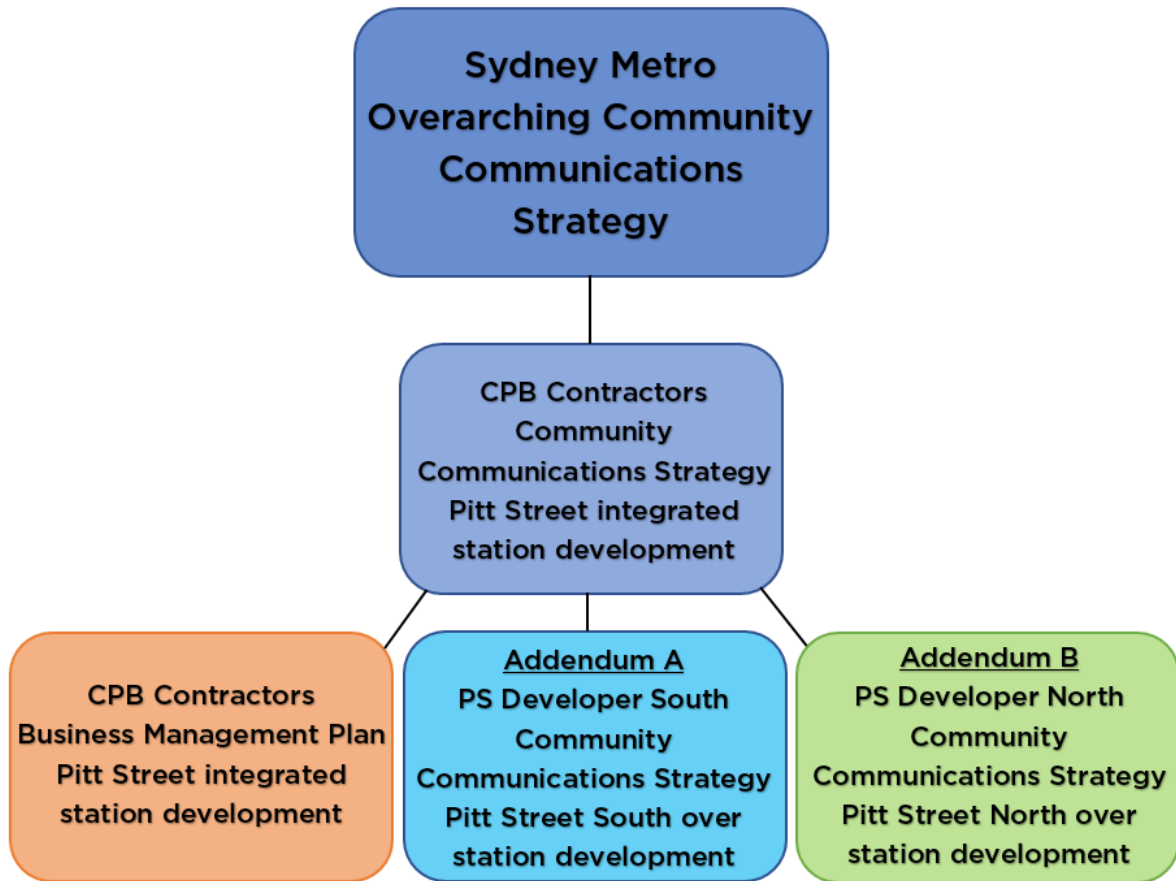 Sydney Metro
Overarching Community
Communications
Strategy
CPB Contractors
Community
Communications Strategy
Pitt Street integrated
station development
CPB Contractors
Business Management Plan
Pitt Street integrated
station development
Addendum A
PS Developer South
Community
Communications Strategy
Pitt Street South over
station development
Addendum B
PS Developer North
Community
Communications Strategy
Pitt Street North over
station development